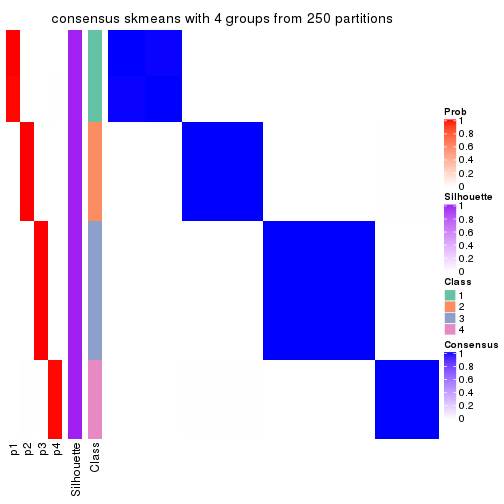 consensus skmeans with 4 groups from 250 partitions
Prob
1
0.8
0.6
0.4
0.2
0
Silhouette
1
0.8
0.6
0.4
0.2
0
Class
1
2
3
4
Consensus
1
0.8
0.6
0.4
0.2
0
p1
p2
p3
p4
Silhouette
Class